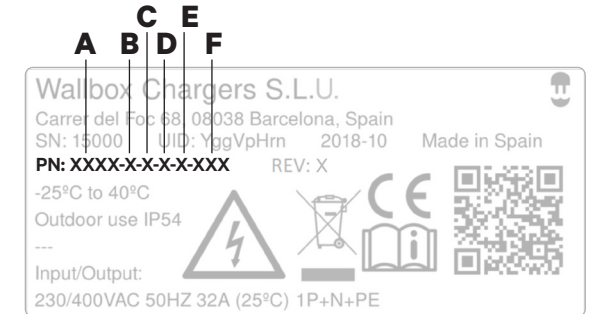 C E
A B D F
Wallbox Chargers S.L.U.
Carrer del Foc 68, 08038 Barcelona, Spain
SN: 15000 UID: YggVpHrn 2018-10 Made in Spain
PN: XXXX-X-X-X-X-XXX REV: X
-25ºC to 40ºC
Outdoor use IP54
---
Input/Output:
230/400VAC 50HZ 32A (25ºC) 1P+N+PE